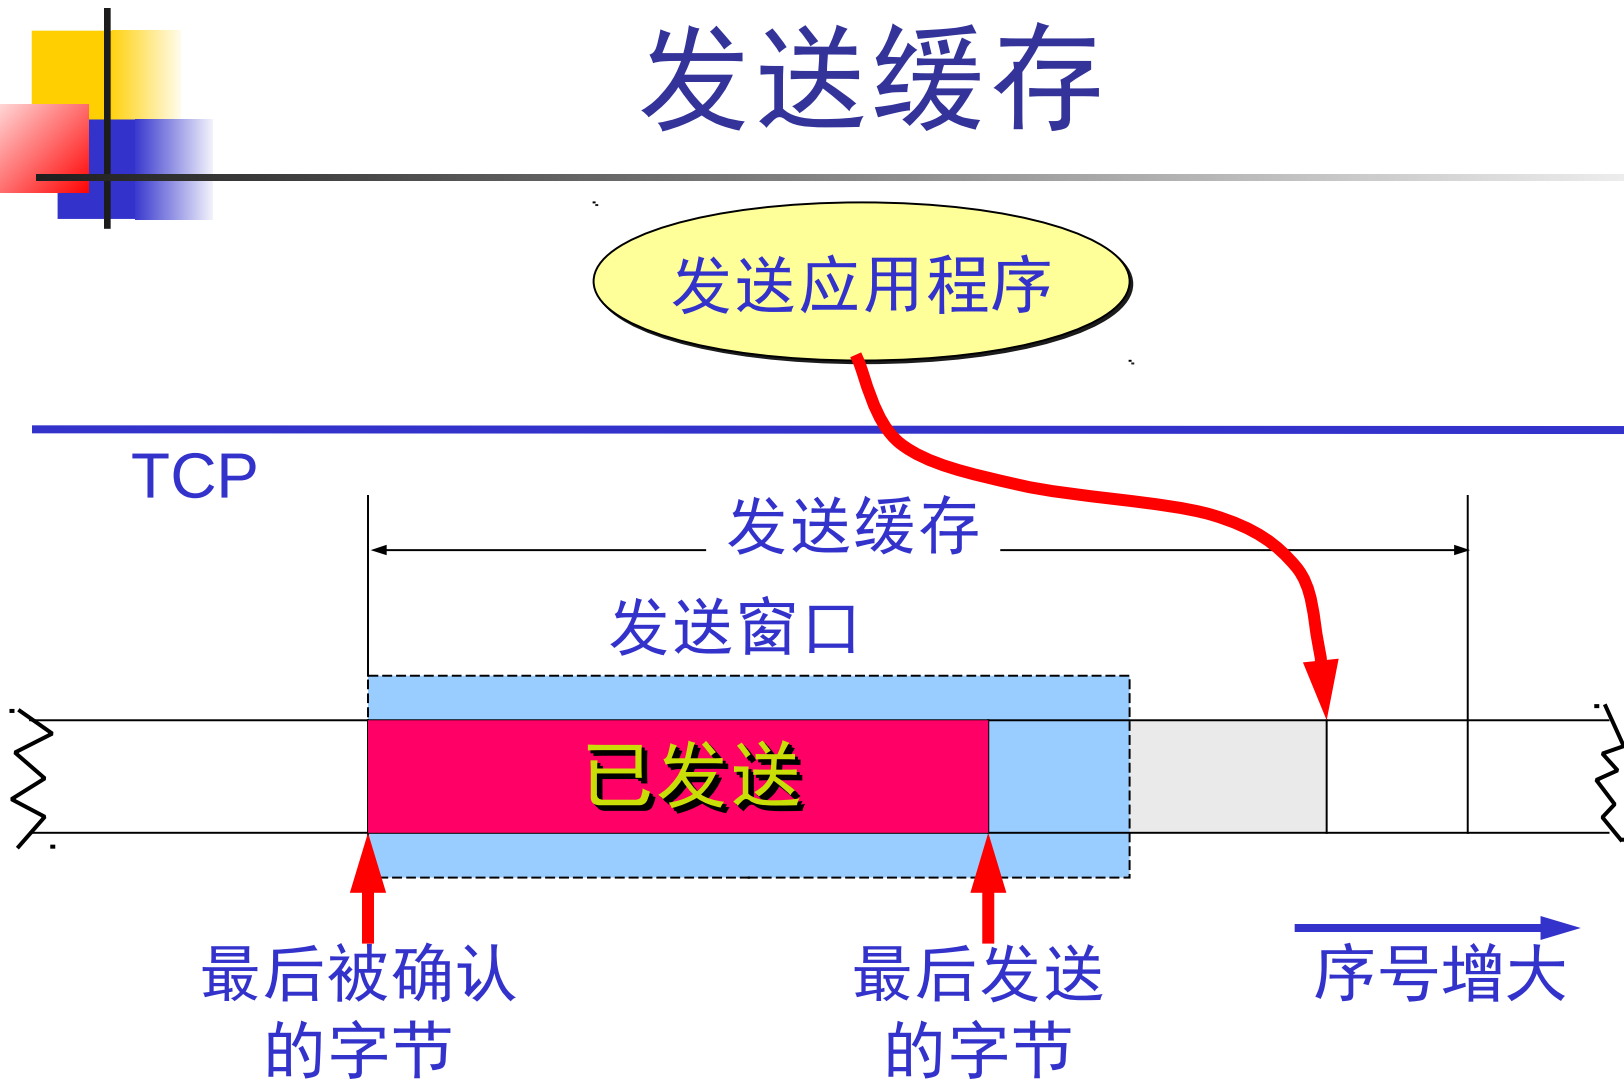 发送缓存
发送应用程序
TCP
发送缓存
发送窗口
已发送
最后被确认
的字节
最后发送
的字节
序号增大